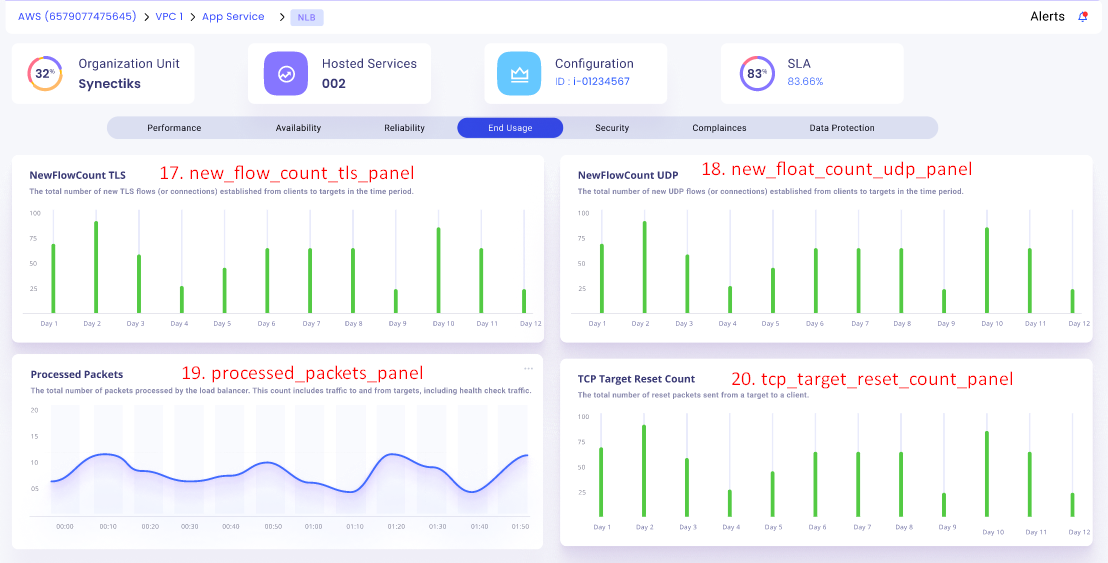 AWS (6579077475645) > VPC 1 > App Service > NLB
Alerts
32%
Organization Unit
Synectiks
Hosted Services
002
Configuration
ID : i-01234567
83%
SLA
83.66%
Performance Availability Reliability End Usage Security Complainces Data Protection
NewFlowCount TLS
17. new_flow_count_tls_panel
The total number of new TLS flows (or connections) established from clients to targets in the time period.
100
75
50
25
Day 1 Day 2 Day 3 Day 4 Day 5 Day 6 Day 7 Day 8 Day 9 Day 10 Day 11 Day 12
NewFlowCount UDP
18. new_float_count_udp_panel
The total number of new UDP flows (or connections) established from clients to targets in the time period.
100
75
50
25
Day 1 Day 2 Day 3 Day 4 Day 5 Day 6 Day 7 Day 8 Day 9 Day 10 Day 11 Day 12
Processed Packets
19. processed_packets_panel
The total number of packets processed by the load balancer. This count includes traffic to and from targets, including health check traffic.
20
15
10
05
00:00 00:10 00:20 00:30 00:40 00:50 01:00 01:10 01:20 01:30 01:40 01:50
TCP Target Reset Count
20. tcp_target_reset_count_panel
The total number of reset packets sent from a target to a client.
100
75
50
25
Day 1 Day 2 Day 3 Day 4 Day 5 Day 6 Day 7 Day 8 Day 9 Day 10 Day 11 Day 12